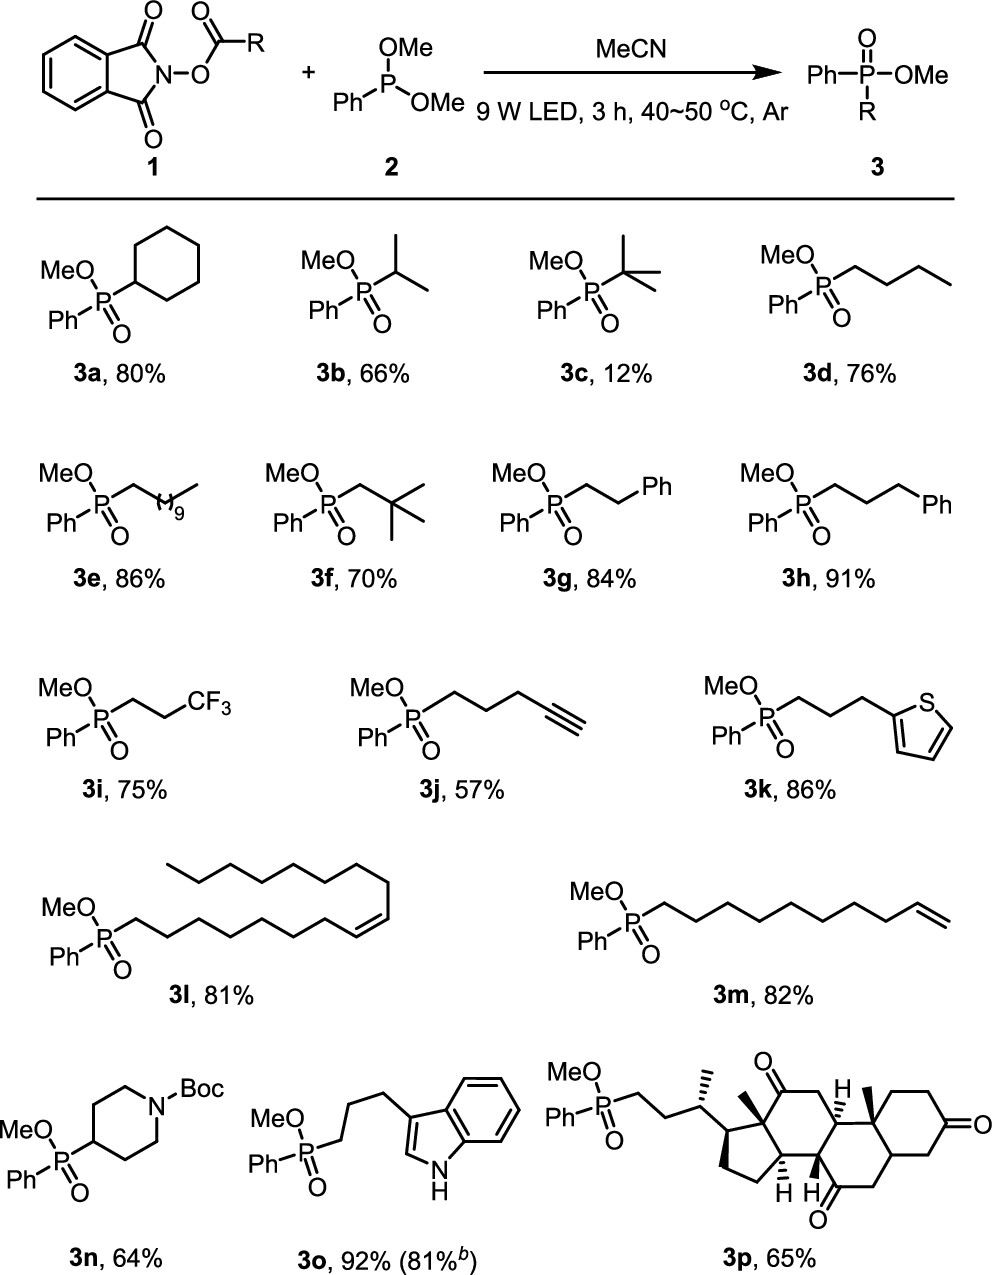 O O R N O O + OMe P Ph OMe MeCN O Ph P OMe R
9 W LED, 3 h, 40~50 °C, Ar
1 2 3
MeO P Ph O MeO P Ph O MeO P Ph O MeO P Ph O
3a, 80% 3b, 66% 3c, 12% 3d, 76%
MeO P Ph O 9 MeO P Ph O MeO P Ph O Ph MeO P Ph O Ph
3e, 86% 3f, 70% 3g, 84% 3h, 91%
MeO P Ph O CF3 MeO P Ph O MeO P Ph O S
3i, 75% 3j, 57% 3k, 86%
MeO P Ph O MeO P Ph O
3l, 81% 3m, 82%
MeO P Ph O N Boc MeO P Ph O N H MeO P Ph O O H O H H O
3n, 64% 3o, 92% (81%b) 3p, 65%